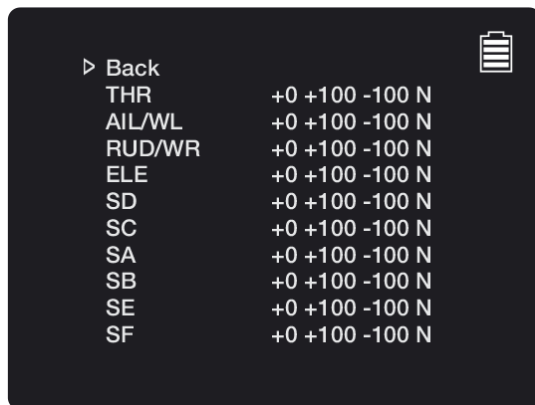 Back
THR +0 +100 -100 N
AIL/WL +0 +100 -100 N
RUD/WR +0 +100 -100 N
ELE +0 +100 -100 N
SD +0 +100 -100 N
SC +0 +100 -100 N
SA +0 +100 -100 N
SB +0 +100 -100 N
SE +0 +100 -100 N
SF +0 +100 -100 N